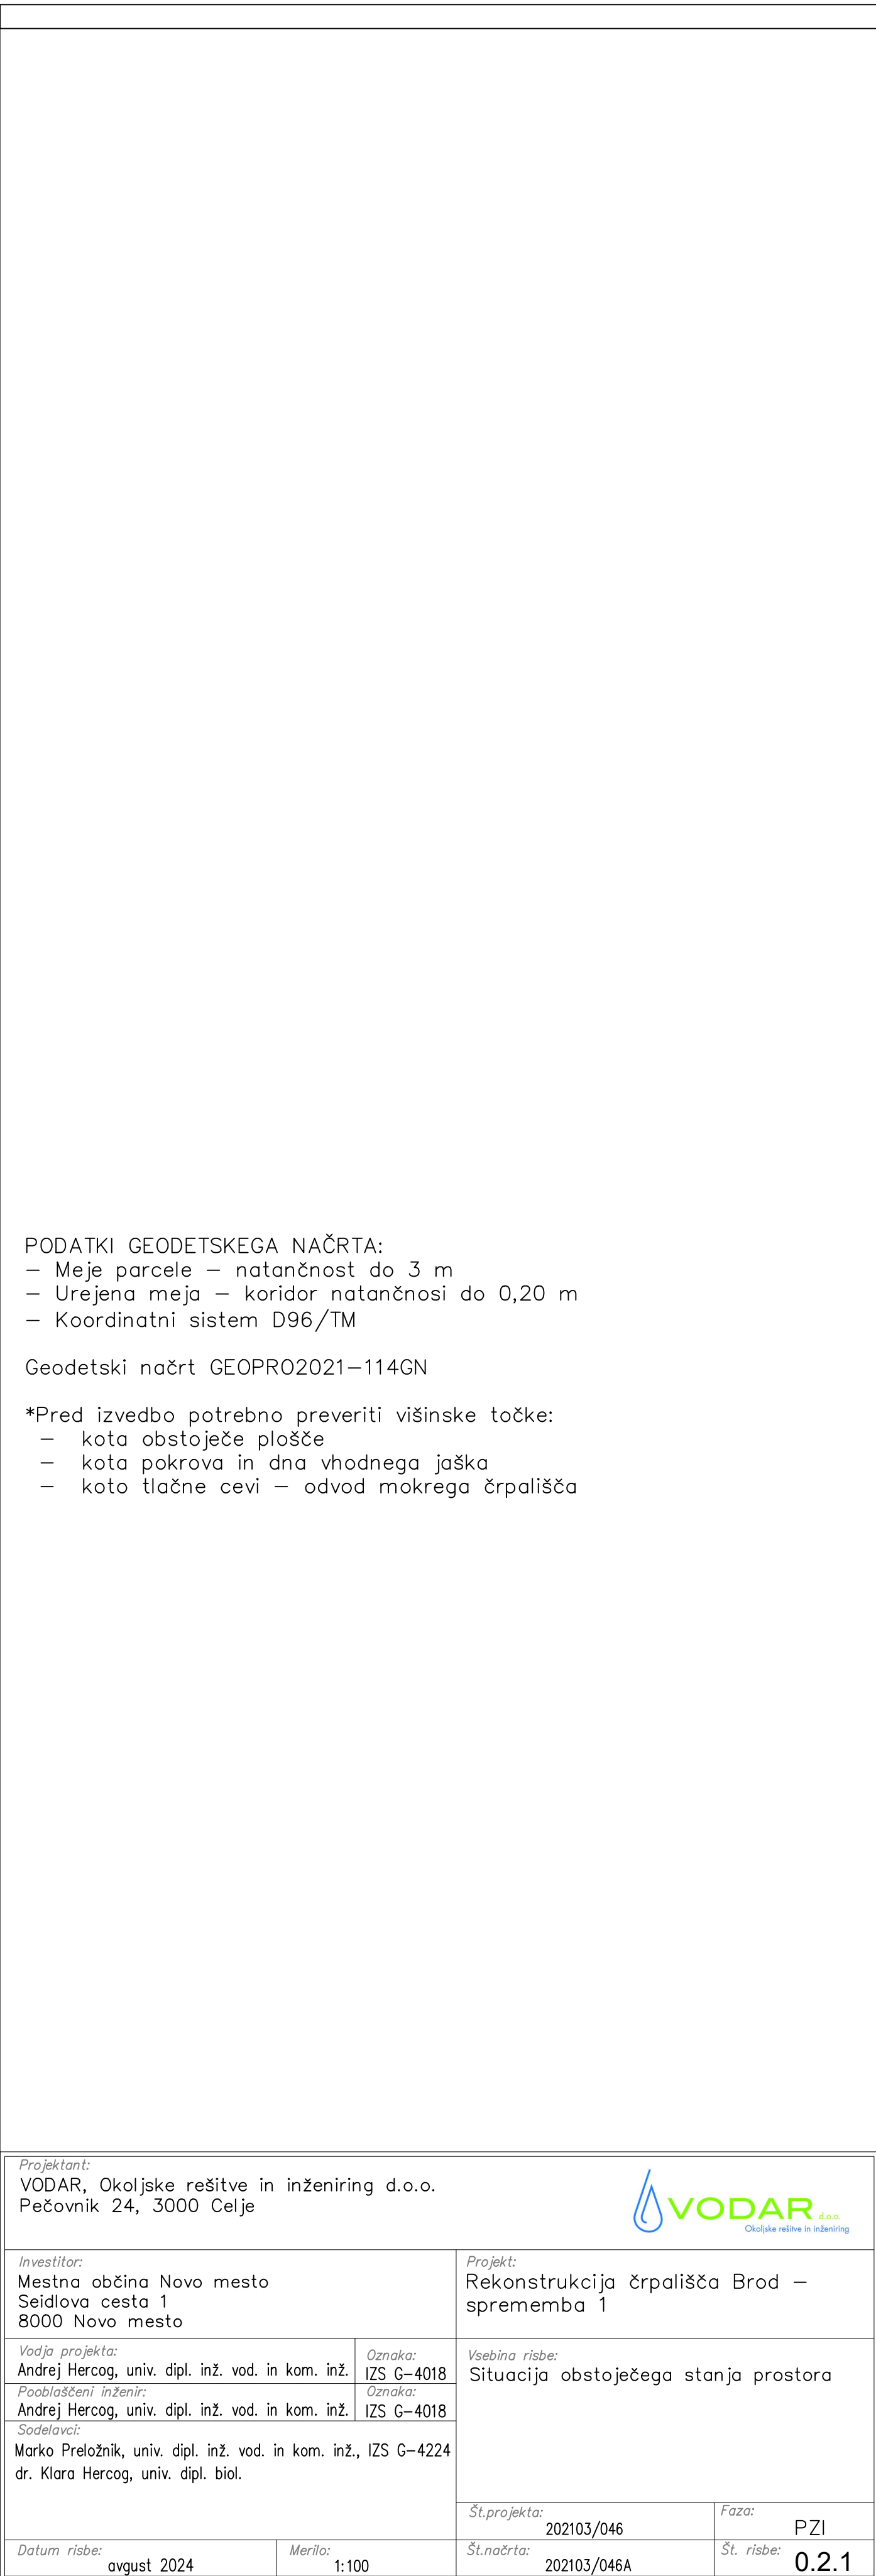 PODATKI GEODETSKEGA NAČRTA:
– Meje parcele – natančnost do 3 m
– Urejena meja – koridor natančnosi do 0,20 m
– Koordinatni sistem D96/TM
Geodetski načrt GEOPRO2021–114GN
*Pred izvedbo potrebno preveriti višinske točke:
– kota obstoječe plošče
– kota pokrova in dna vhodnega jaška
– koto tlačne cevi – odvod mokrega črpališča
Projektant:
VODAR, Okoljske rešitve in inženiring d.o.o.
Pečovnik 24, 3000 Celje
VODAR d.o.o.
Okoljske rešitve in inženiring
Investitor:
Mestna občina Novo mesto
Seidlova cesta 1
8000 Novo mesto
Projekt:
Rekonstrukcija črpališča Brod –
sprememba 1
Vodja projekta:
Andrej Hercog, univ. dipl. inž. vod. in kom. inž.
Oznaka:
IZS G–4018
Pooblaščeni inženir:
Andrej Hercog, univ. dipl. inž. vod. in kom. inž.
Oznaka:
IZS G–4018
Vsebina risbe:
Situacija obstoječega stanja prostora
Sodelavci:
Marko Preložnik, univ. dipl. inž. vod. in kom. inž., IZS G–4224
dr. Klara Hercog, univ. dipl. biol.
Št.projekta:
202103/046
Faza:
PZI
Datum risbe:
avgust 2024
Merilo:
1:100
Št.načrta:
202103/046A
Št. risbe:
0.2.1